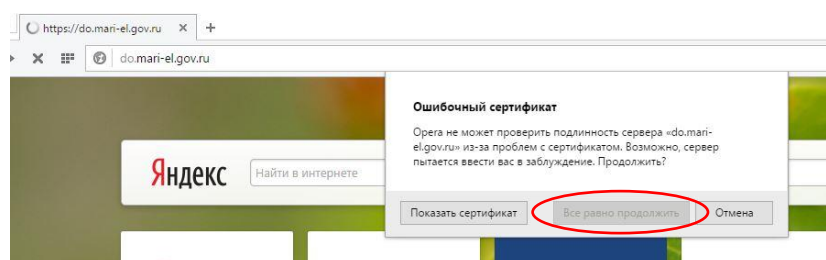 https://do.mari-el.gov.ru
do.mari-el.gov.ru
Ошибочный сертификат
Opera не может проверить подлинность сервера «do.mari-
el.gov.ru» из-за проблем с сертификатом. Возможно, сервер
пытается ввести вас в заблуждение. Продолжить?
Яндекс
Найти в интернете
Показать сертификат
Все равно продолжить
Отмена